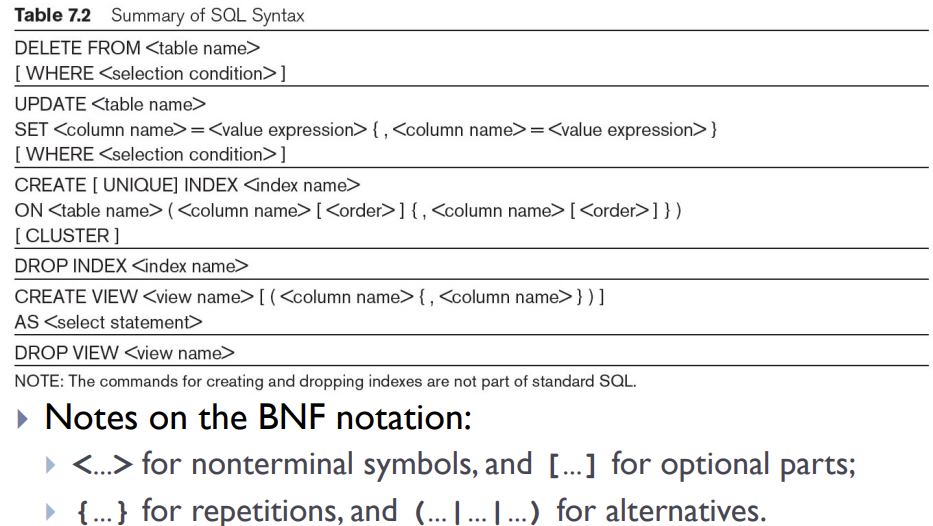 Table 7.2 Summary of SQL Syntax
DELETE FROM <table name>
[ WHERE <selection condition> ]
UPDATE <table name>
SET <column name> = <value expression> { , <column name> = <value expression> }
[ WHERE <selection condition> ]
CREATE [ UNIQUE] INDEX <index name>
ON <table name> ( <column name> [ <order> ] { , <column name> [ <order> ] } )
[ CLUSTER ]
DROP INDEX <index name>
CREATE VIEW <view name> [ ( <column name> { , <column name> } ) ]
AS <select statement>
DROP VIEW <view name>
NOTE: The commands for creating and dropping indexes are not part of standard SQL.
Notes on the BNF notation:
<...> for nonterminal symbols, and [...] for optional parts;
{...} for repetitions, and (...|...|...) for alternatives.